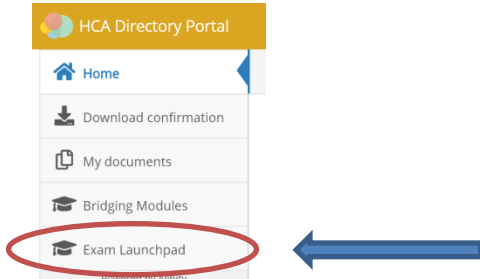 HCA Directory Portal
Home
Download confirmation
My documents
Bridging Modules
Exam Launchpad